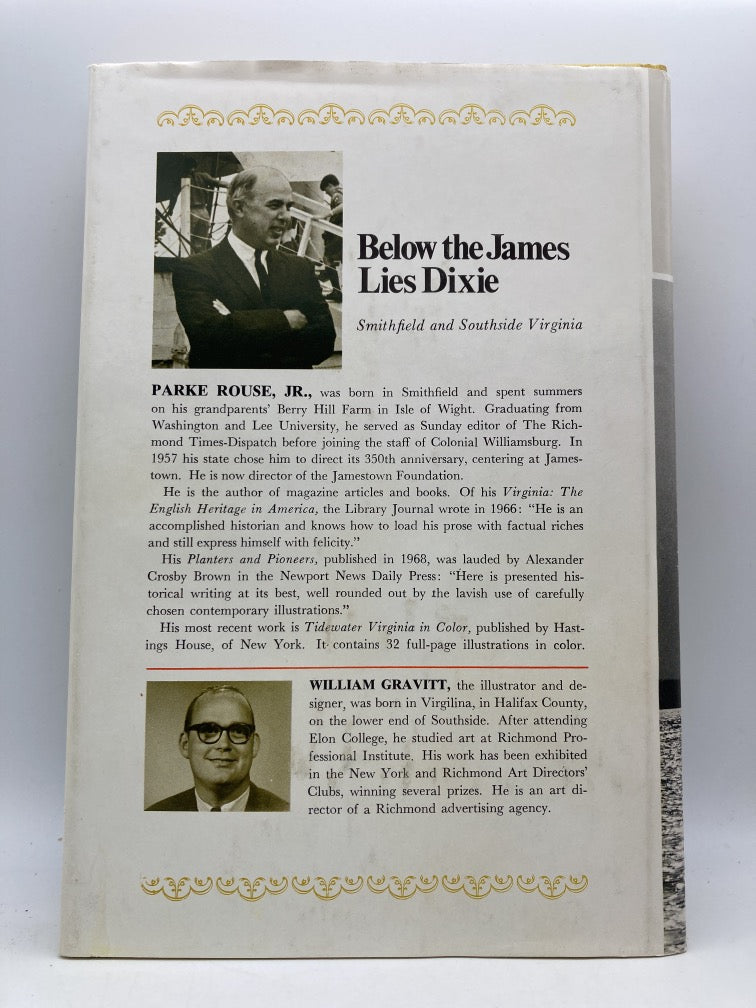 Below the James
Lies Dixie
Smithfield and Southside Virginia
PARKE ROUSE, JR., was born in Smithfield and spent summers
on his grandparents' Berry Hill Farm in Isle of Wight. Graduating from
Washington and Lee University, he served as Sunday editor of The Rich-
mond Times-Dispatch before joining the staff of Colonial Williamsburg. In
1957 his state chose him to direct its 350th anniversary, centering at James-
town. He is now director of the Jamestown Foundation.
He is the author of magazine articles and books. Of his Virginia: The
English Heritage in America, the Library Journal wrote in 1966: “He is an
accomplished historian and knows how to load his prose with factual riches
and still express himself with felicity.”
His Planters and Pioneers, published in 1968, was lauded by Alexander
Crosby Brown in the Newport News Daily Press: “Here is presented his-
torical writing at its best, well rounded out by the lavish use of carefully
chosen contemporary illustrations.”
His most recent work is Tidewater Virginia in Color, published by Hast-
ings House, of New York. It contains 32 full-page illustrations in color.
WILLIAM GRAVITT, the illustrator and de-
signer, was born in Virgilina, in Halifax County,
on the lower end of Southside. After attending
Elon College, he studied art at Richmond Pro-
fessional Institute. His work has been exhibited
in the New York and Richmond Art Directors'
Clubs, winning several prizes. He is an art di-
rector of a Richmond advertising agency.